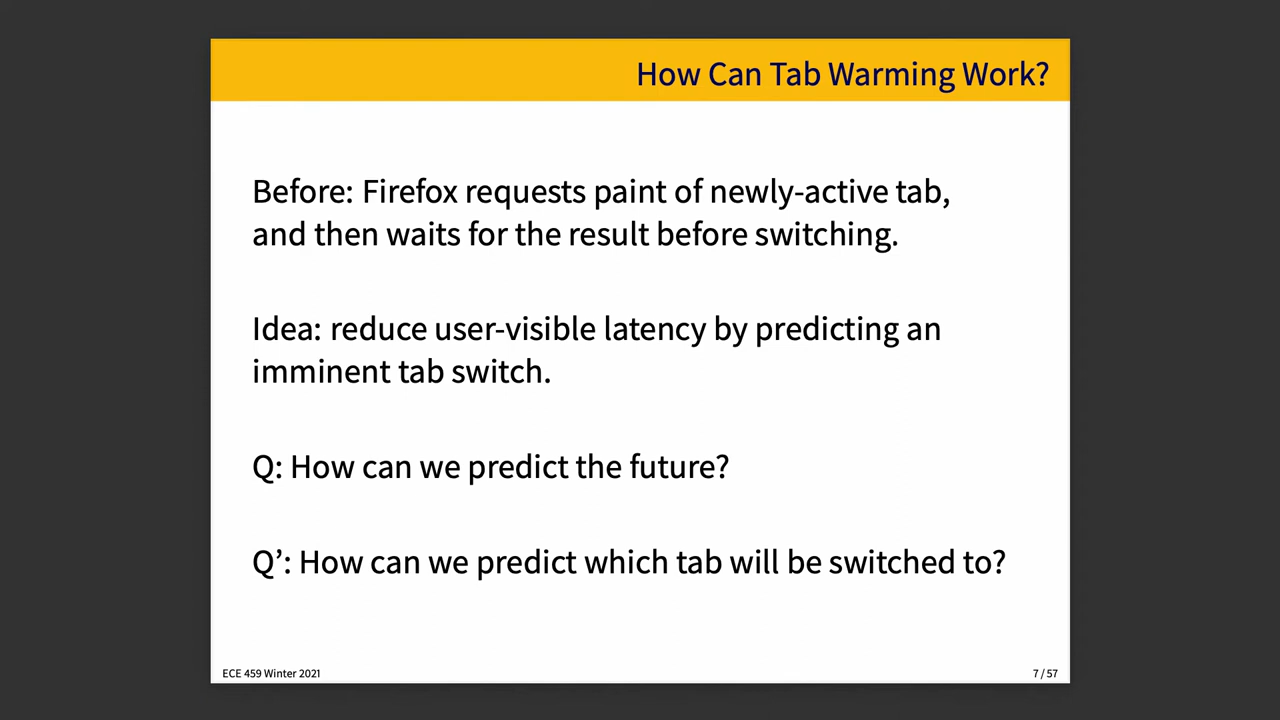 How Can Tab Warming Work?
Before: Firefox requests paint of newly-active tab,
and then waits for the result before switching.
Idea: reduce user-visible latency by predicting an
imminent tab switch.
Q: How can we predict the future?
Q’: How can we predict which tab will be switched to?
ECE 459 Winter 2021
7 / 57